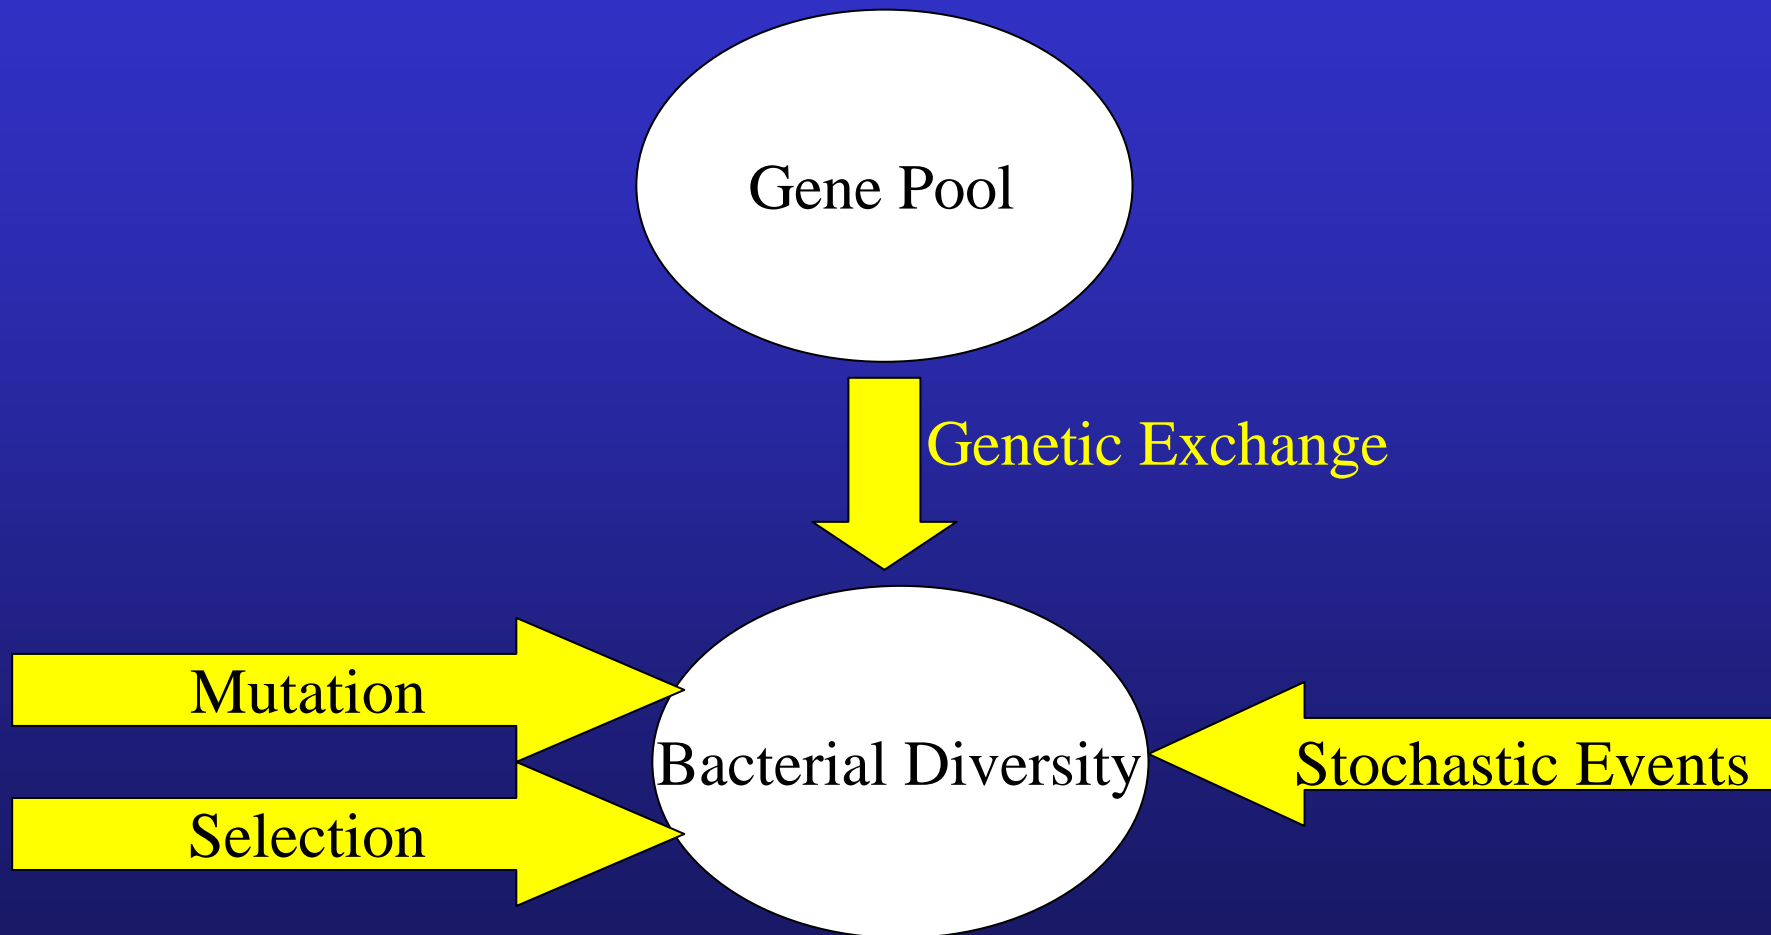 Gene Pool
Genetic Exchange
Mutation
Bacterial Diversity
Stochastic Events
Selection